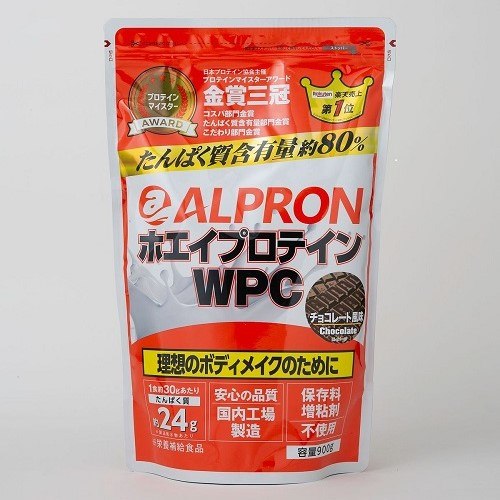 プロテイン
マイスター
AWARD
日本プロテイン協会主催
プロテインマイスターアワード
金賞三冠
コスパ部門金賞
たんぱく質含有量部門金賞
こだわり部門金賞
Rakuten 楽天売上
第1位
たんぱく質含有量 約80%
ALPRON
ホエイプロテイン
WPC
チョコレート風味
Chocolate
理想のボディメイクのために
1食約30gあたり
たんぱく質
約24g
栄養補給食品
安心の品質
国内工場
製造
保存料
増粘剤
不使用
容量900g